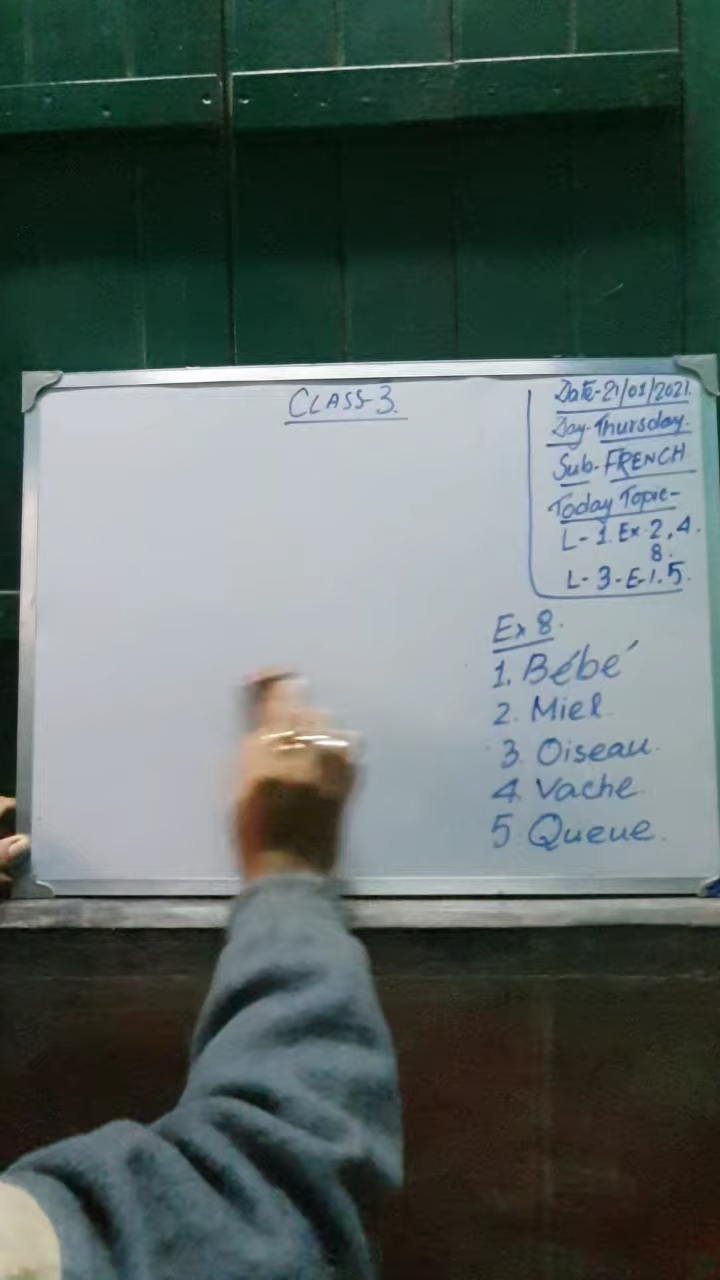 CLASS-3.
Date-21/01/2021.
Day-Thursday.
Sub-FRENCH
Today Topic-
L-1. Ex-2,4.
8.
L-3-E-1.5.
Ex 8.
1. Bébé
2. Miel
3. Oiseau.
4. Vache
5 Queue.